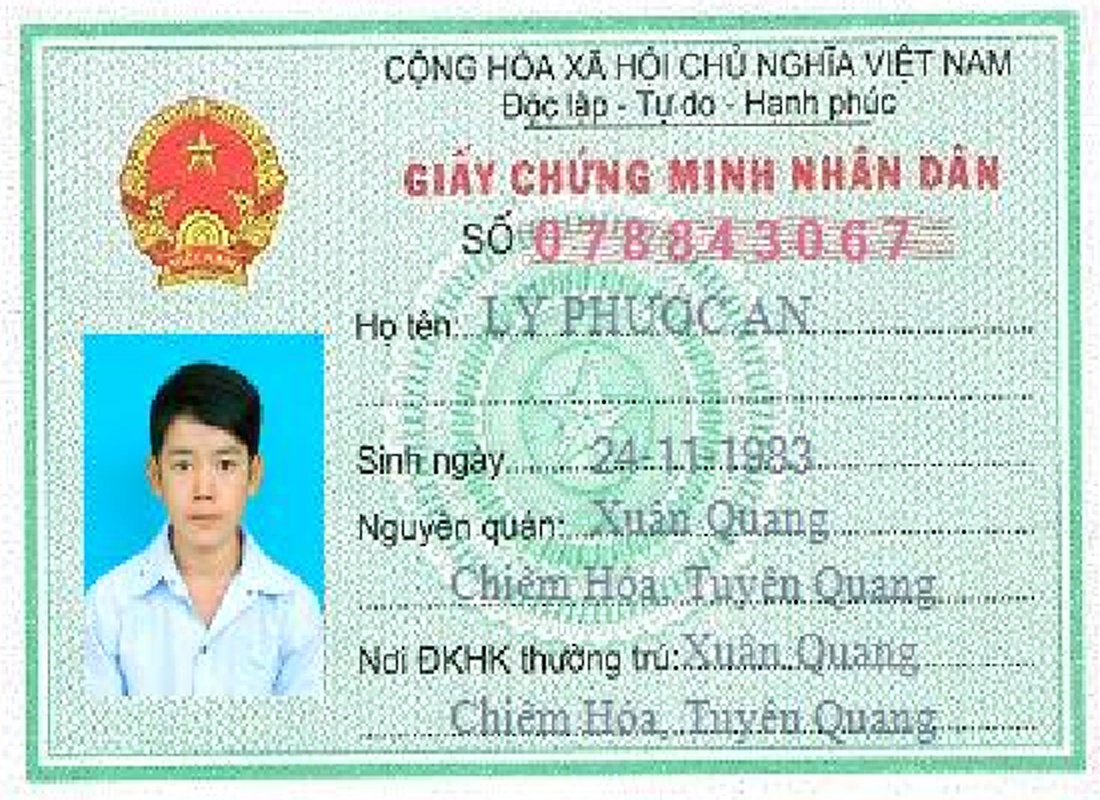 CỘNG HÒA XÃ HỘI CHỦ NGHĨA VIỆT NAM
Độc lập - Tự do - Hạnh phúc
GIẤY CHỨNG MINH NHÂN DÂN
SỐ 078843067
Họ tên: LÝ PHƯỚC AN
Sinh ngày 24-11-1983
Nguyên quán: Xuân Quang
Chiêm Hóa, Tuyên Quang
Nơi ĐKHK thường trú: Xuân Quang
Chiêm Hóa, Tuyên Quang